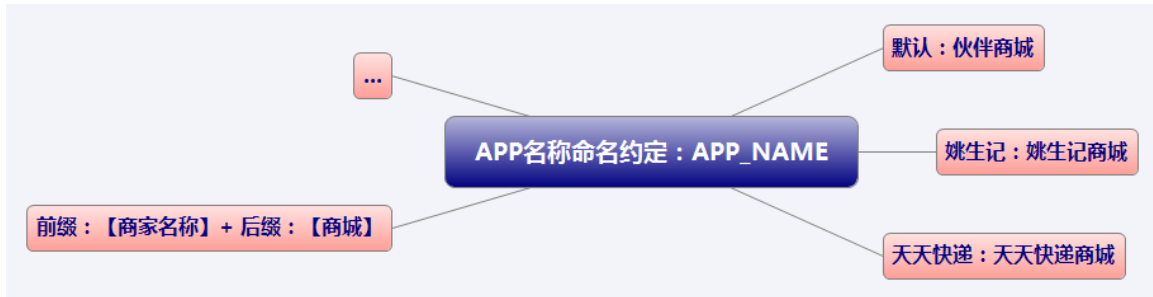 默认：伙伴商城
...
APP名称命名约定：APP_NAME
姚生记：姚生记商城
前缀：【商家名称】+ 后缀：【商城】
天天快递：天天快递商城